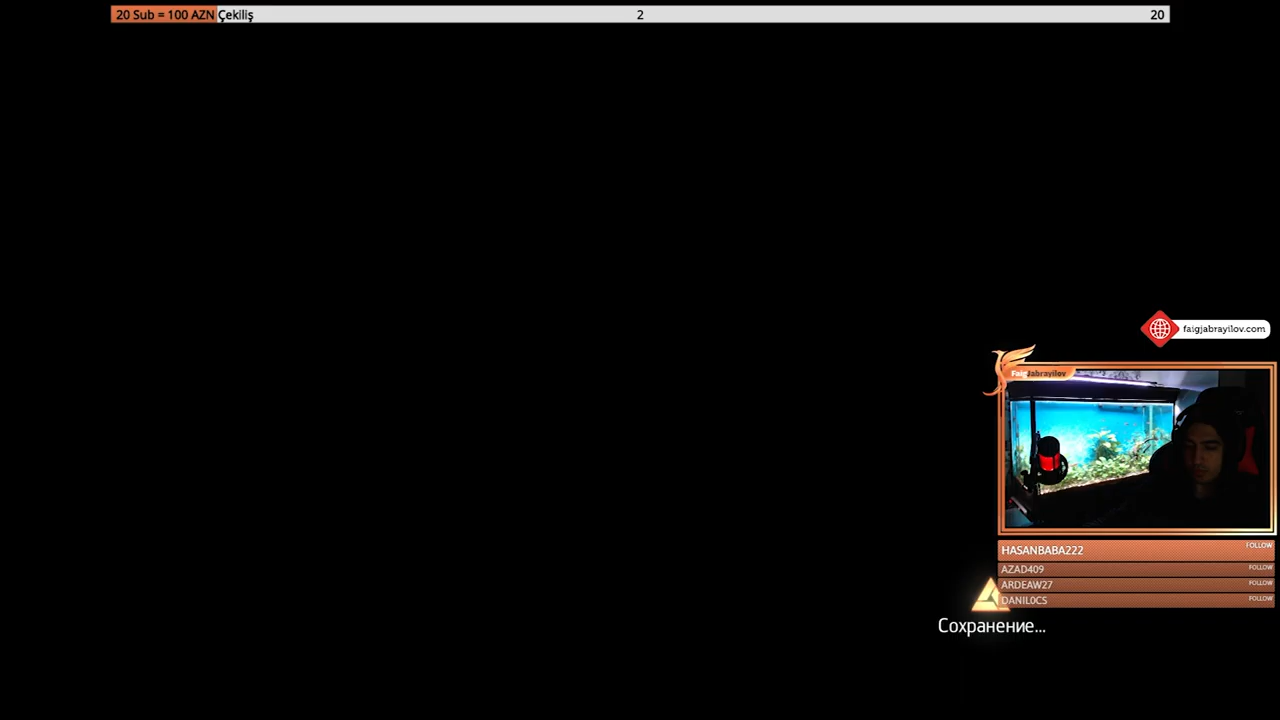 20 Sub = 100 AZN Çekiliş 2 20
faigjabrayilov.com
FaigJabrayilov
HASANBABA222 FOLLOW
AZAD409 FOLLOW
ARDEAW27 FOLLOW
DANIL0CS FOLLOW
Сохранение...